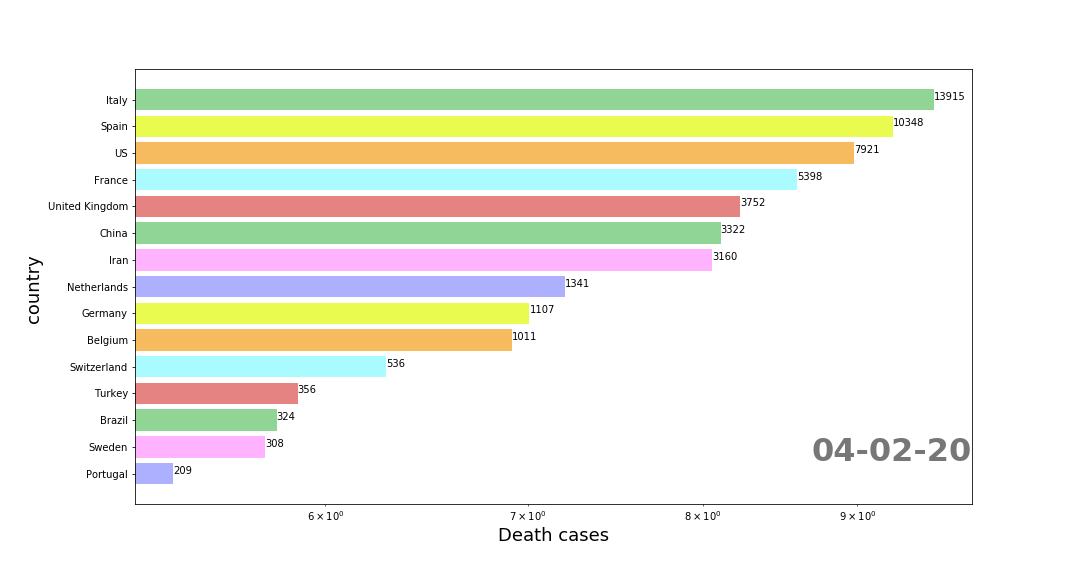 Italy 13915
Spain 10348
US 7921
France 5398
United Kingdom 3752
China 3322
Iran 3160
Netherlands 1341
Germany 1107
Belgium 1011
Switzerland 536
Turkey 356
Brazil 324
Sweden 308
04-02-20
Portugal 209
country
6 × 10⁰ 7 × 10⁰ 8 × 10⁰ 9 × 10⁰
Death cases